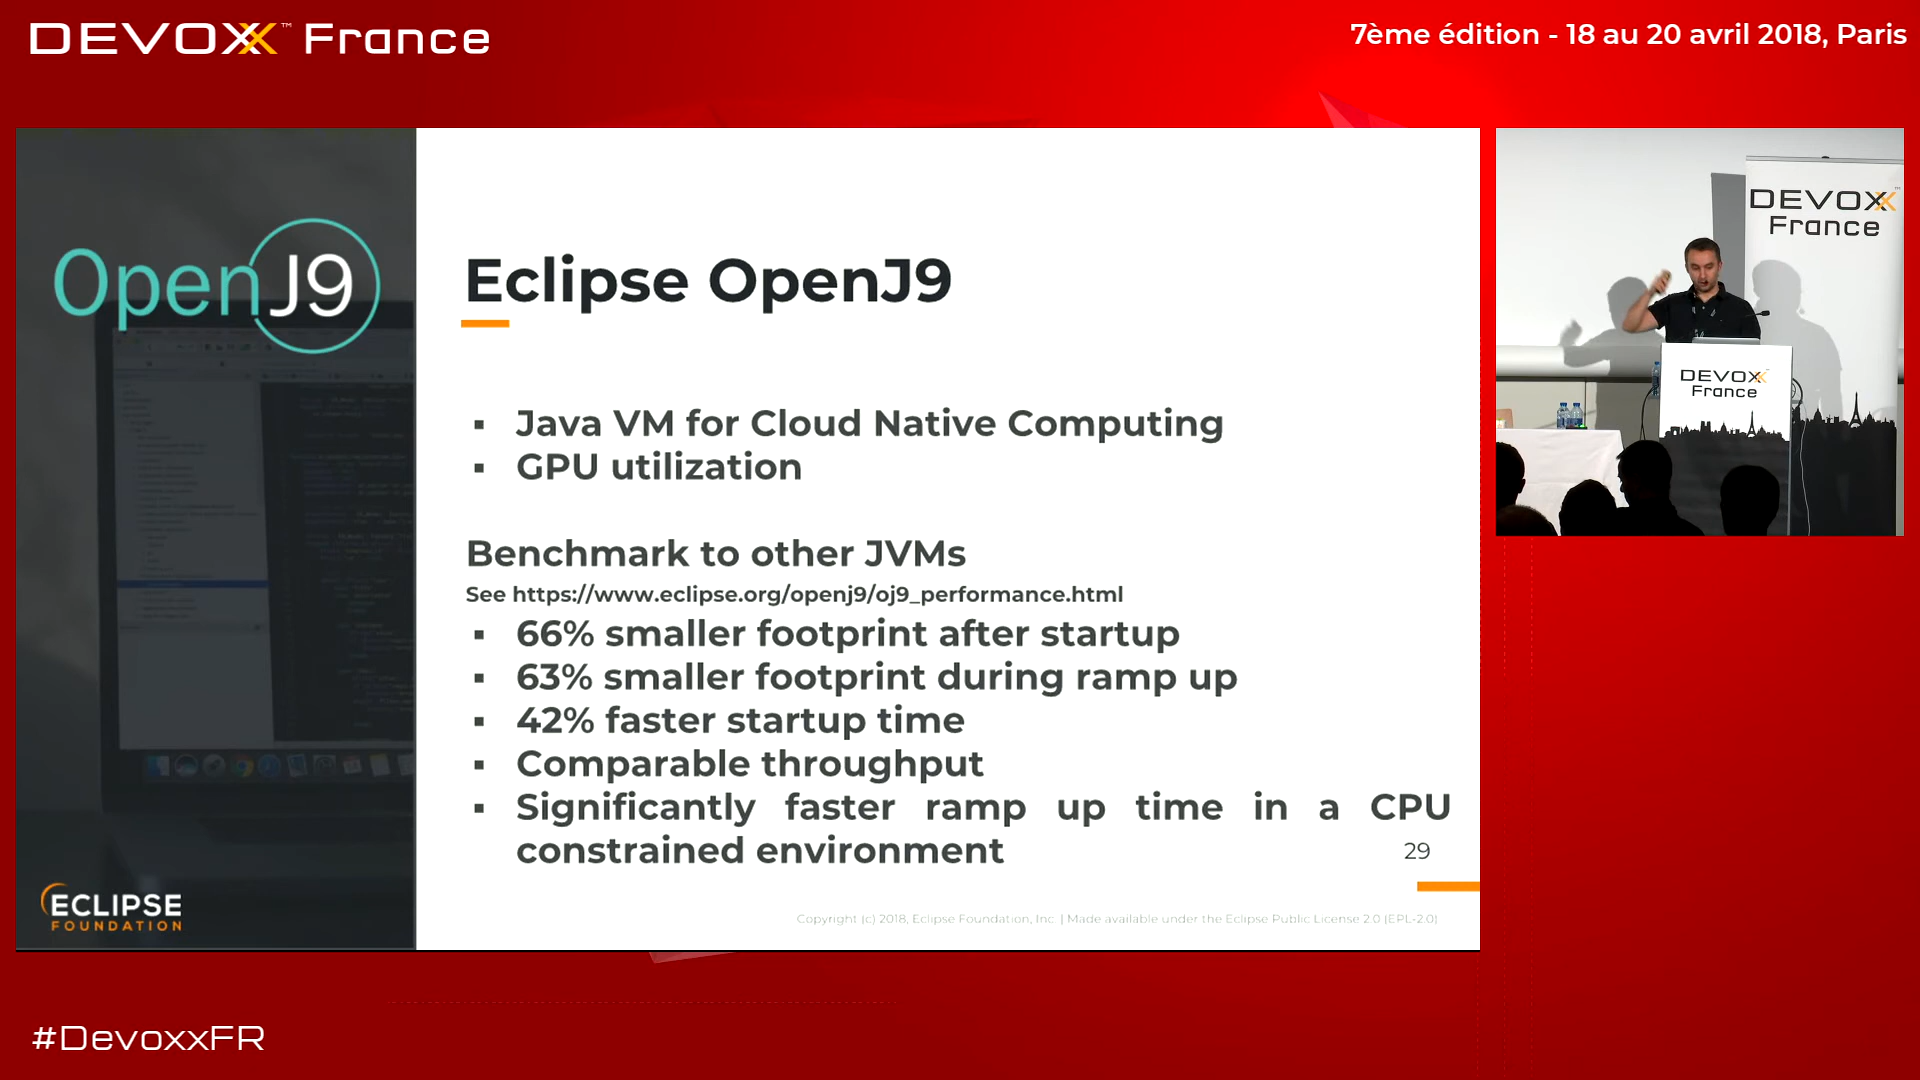 DEVOXX™ France
7ème édition - 18 au 20 avril 2018, Paris
OpenJ9
Eclipse OpenJ9
▪ Java VM for Cloud Native Computing
▪ GPU utilization
Benchmark to other JVMs
See https://www.eclipse.org/openj9/oj9_performance.html
▪ 66% smaller footprint after startup
▪ 63% smaller footprint during ramp up
▪ 42% faster startup time
▪ Comparable throughput
▪ Significantly faster ramp up time in a CPU
constrained environment
29
ECLIPSE
FOUNDATION
Copyright (c) 2018, Eclipse Foundation, Inc. | Made available under the Eclipse Public License 2.0 (EPL-2.0)
DEVOXX™
France
DEVOXX
France
#DevoxxFR